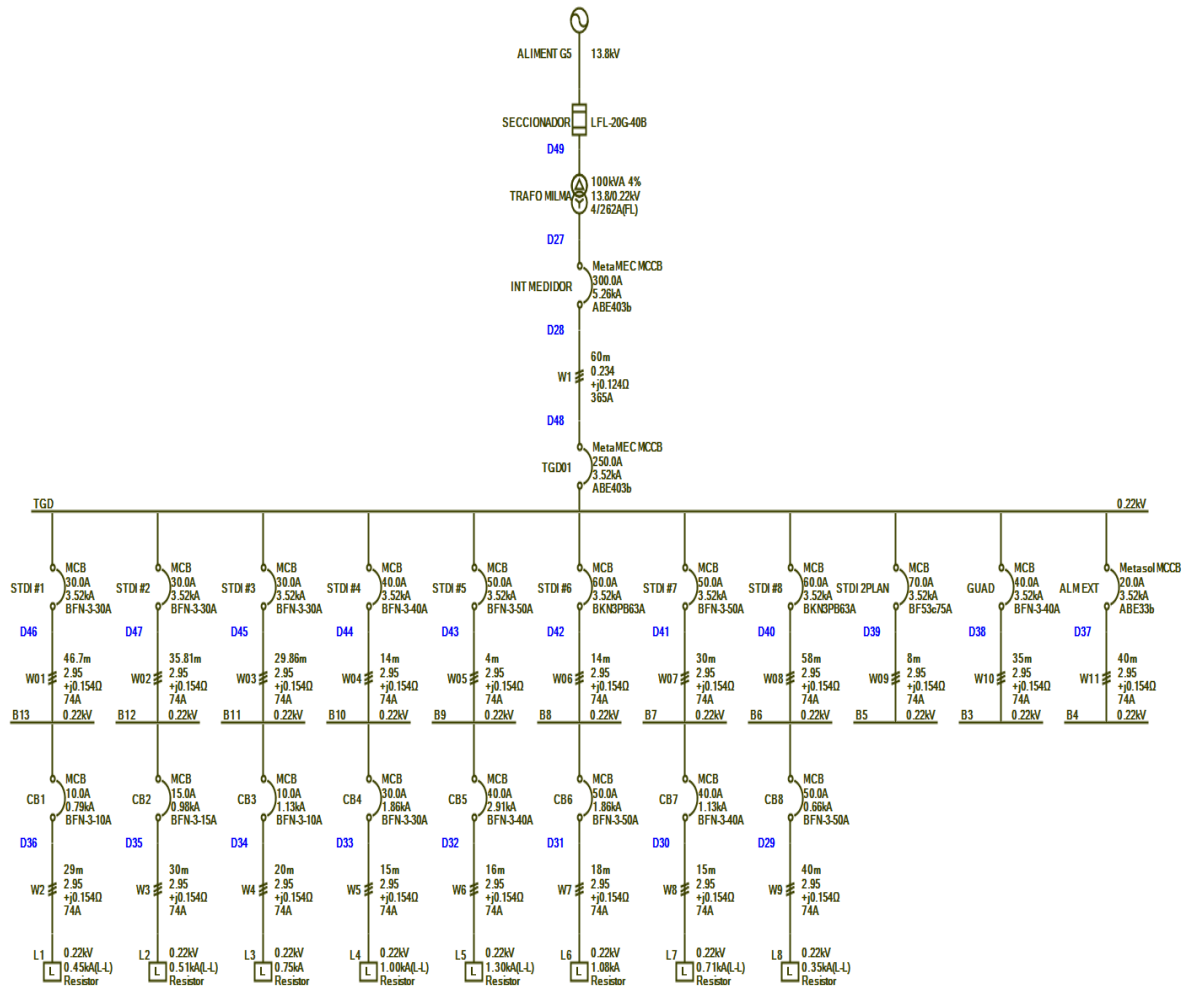 ALIMENT G5 13.8kV
SECCIONADOR LFL-20G-40B
D49
100kVA 4%
TRAFO MILMA 13.8/0.22kV
4/262A(FL)
D27
MetaMEC MCCB
INT MEDIDOR 300.0A
5.26kA
ABE403b
D28
60m
0.234
W1 +j0.124Ω
365A
D48
MetaMEC MCCB
TGD01 250.0A
3.52kA
ABE403b
TGD 0.22kV
MCB MCB MCB MCB MCB MCB MCB MCB MCB MCB Metasol MCCB
STDI #1 30.0A STDI #2 30.0A STDI #3 30.0A STDI #4 40.0A STDI #5 50.0A STDI #6 60.0A STDI #7 50.0A STDI #8 60.0A STDI 2PLAN 70.0A GUAD 40.0A ALM EXT 20.0A
3.52kA 3.52kA 3.52kA 3.52kA 3.52kA 3.52kA 3.52kA 3.52kA 3.52kA 3.52kA 3.52kA
BFN-3-30A BFN-3-30A BFN-3-30A BFN-3-40A BFN-3-50A BKN3PB63A BFN-3-50A BKN3PB63A BF53c75A BFN-3-40A ABE33b
D46 D47 D45 D44 D43 D42 D41 D40 D39 D38 D37
46.7m 35.81m 29.86m 14m 4m 14m 30m 58m 8m 35m 40m
2.95 2.95 2.95 2.95 2.95 2.95 2.95 2.95 2.95 2.95 2.95
W01 +j0.154Ω W02 +j0.154Ω W03 +j0.154Ω W04 +j0.154Ω W05 +j0.154Ω W06 +j0.154Ω W07 +j0.154Ω W08 +j0.154Ω W09 +j0.154Ω W10 +j0.154Ω W11 +j0.154Ω
74A 74A 74A 74A 74A 74A 74A 74A 74A 74A 74A
B13 0.22kV B12 0.22kV B11 0.22kV B10 0.22kV B9 0.22kV B8 0.22kV B7 0.22kV B6 0.22kV B5 0.22kV B3 0.22kV B4 0.22kV
MCB MCB MCB MCB MCB MCB MCB MCB
CB1 10.0A CB2 15.0A CB3 10.0A CB4 30.0A CB5 40.0A CB6 50.0A CB7 40.0A CB8 50.0A
0.79kA 0.98kA 1.13kA 1.86kA 2.91kA 1.86kA 1.13kA 0.66kA
BFN-3-10A BFN-3-15A BFN-3-10A BFN-3-30A BFN-3-40A BFN-3-50A BFN-3-40A BFN-3-50A
D36 D35 D34 D33 D32 D31 D30 D29
29m 30m 20m 15m 16m 18m 15m 40m
2.95 2.95 2.95 2.95 2.95 2.95 2.95 2.95
W2 +j0.154Ω W3 +j0.154Ω W4 +j0.154Ω W5 +j0.154Ω W6 +j0.154Ω W7 +j0.154Ω W8 +j0.154Ω W9 +j0.154Ω
74A 74A 74A 74A 74A 74A 74A 74A
L1 0.22kV L2 0.22kV L3 0.22kV L4 0.22kV L5 0.22kV L6 0.22kV L7 0.22kV L8 0.22kV
L 0.45kA(L-L) L 0.51kA(L-L) L 0.75kA L 1.00kA(L-L) L 1.30kA(L-L) L 1.08kA L 0.71kA(L-L) L 0.35kA(L-L)
Resistor Resistor Resistor Resistor Resistor Resistor Resistor Resistor